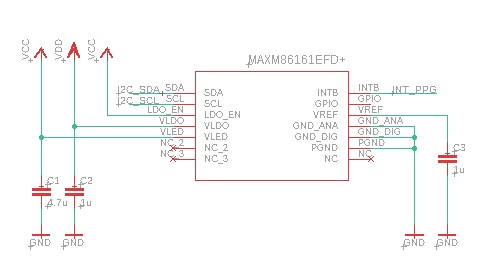 VCC VDD VCC
MAXM86161EFD+
I2C_SDA SDA SDA INTB INTB INT_PPG
I2C_SCL SCL SCL GPIO GPIO
LDO_EN LDO_EN VREF VREF
VLDO VLDO GND_ANA GND_ANA
VLED VLED GND_DIG GND_DIG
NC_2 NC_2 PGND PGND
NC_3 NC_3 NC NC
C3
1u
C1 C2
4.7u 1u
GND GND GND GND